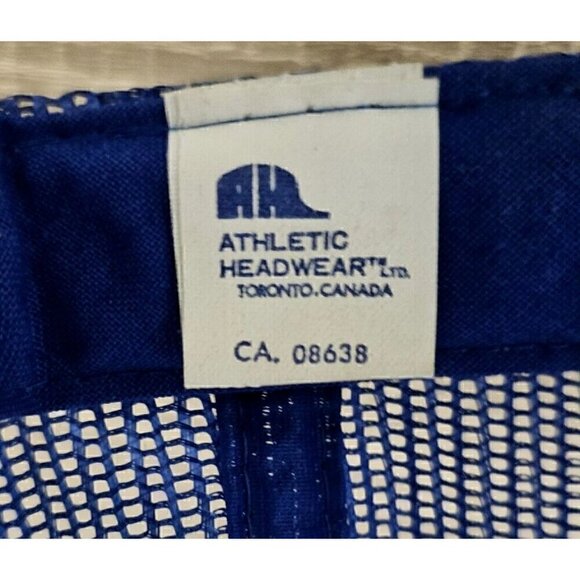 AH
ATHLETIC
HEADWEAR™ LTD.
TORONTO. CANADA
CA. 08638